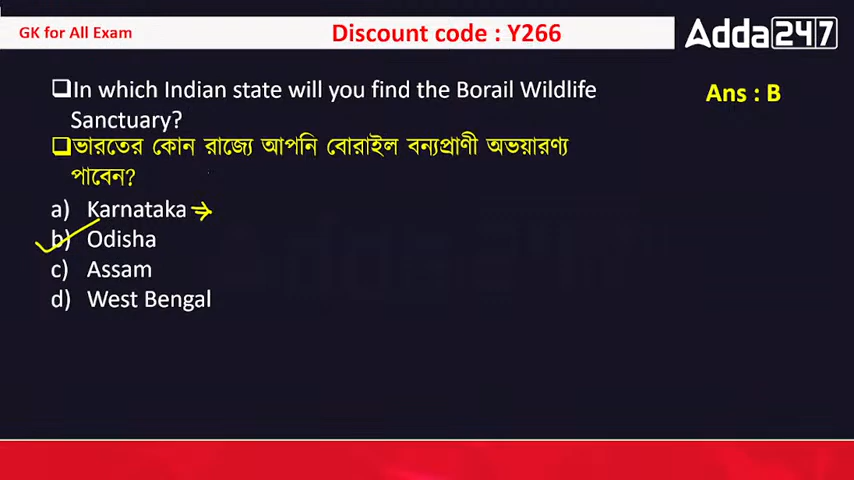 GK for All Exam
Discount code : Y266
Adda247
❑In which Indian state will you find the Borail Wildlife
Sanctuary?
Ans : B
❑ভারতের কোন রাজ্যে আপনি বোরাইল বন্যপ্রাণী অভয়ারণ্য
পাবেন?
a) Karnataka
b) Odisha
c) Assam
d) West Bengal